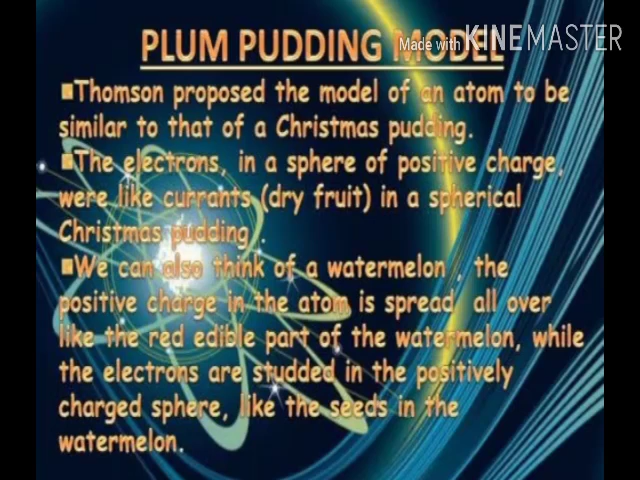 PLUM PUDDING MODEL
Made with KINEMASTER
▪Thomson proposed the model of an atom to be
similar to that of a Christmas pudding.
▪The electrons, in a sphere of positive charge,
were like currants (dry fruit) in a spherical
Christmas pudding .
▪We can also think of a watermelon , the
positive charge in the atom is spread all over
like the red edible part of the watermelon, while
the electrons are studded in the positively
charged sphere, like the seeds in the
watermelon.